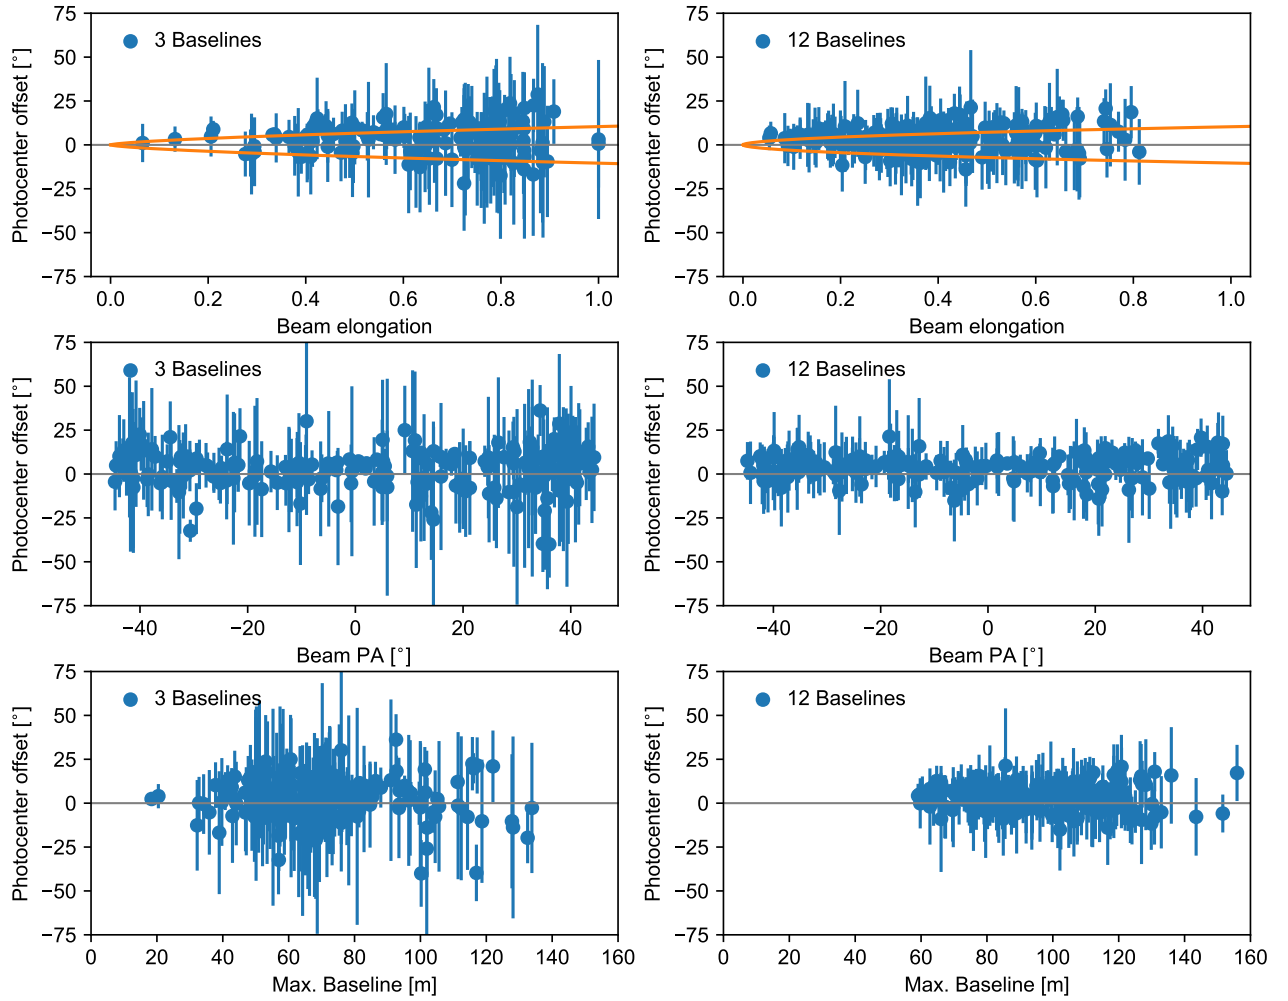 75
50
25
0
−25
−50
−75
Photocenter offset [°]
3 Baselines
0.0 0.2 0.4 0.6 0.8 1.0
Beam elongation
75
50
25
0
−25
−50
−75
Photocenter offset [°]
12 Baselines
0.0 0.2 0.4 0.6 0.8 1.0
Beam elongation
75
50
25
0
−25
−50
−75
Photocenter offset [°]
3 Baselines
−40 −20 0 20 40
Beam PA [°]
75
50
25
0
−25
−50
−75
Photocenter offset [°]
12 Baselines
−40 −20 0 20 40
Beam PA [°]
75
50
25
0
−25
−50
−75
Photocenter offset [°]
3 Baselines
0 20 40 60 80 100 120 140 160
Max. Baseline [m]
75
50
25
0
−25
−50
−75
Photocenter offset [°]
12 Baselines
0 20 40 60 80 100 120 140 160
Max. Baseline [m]